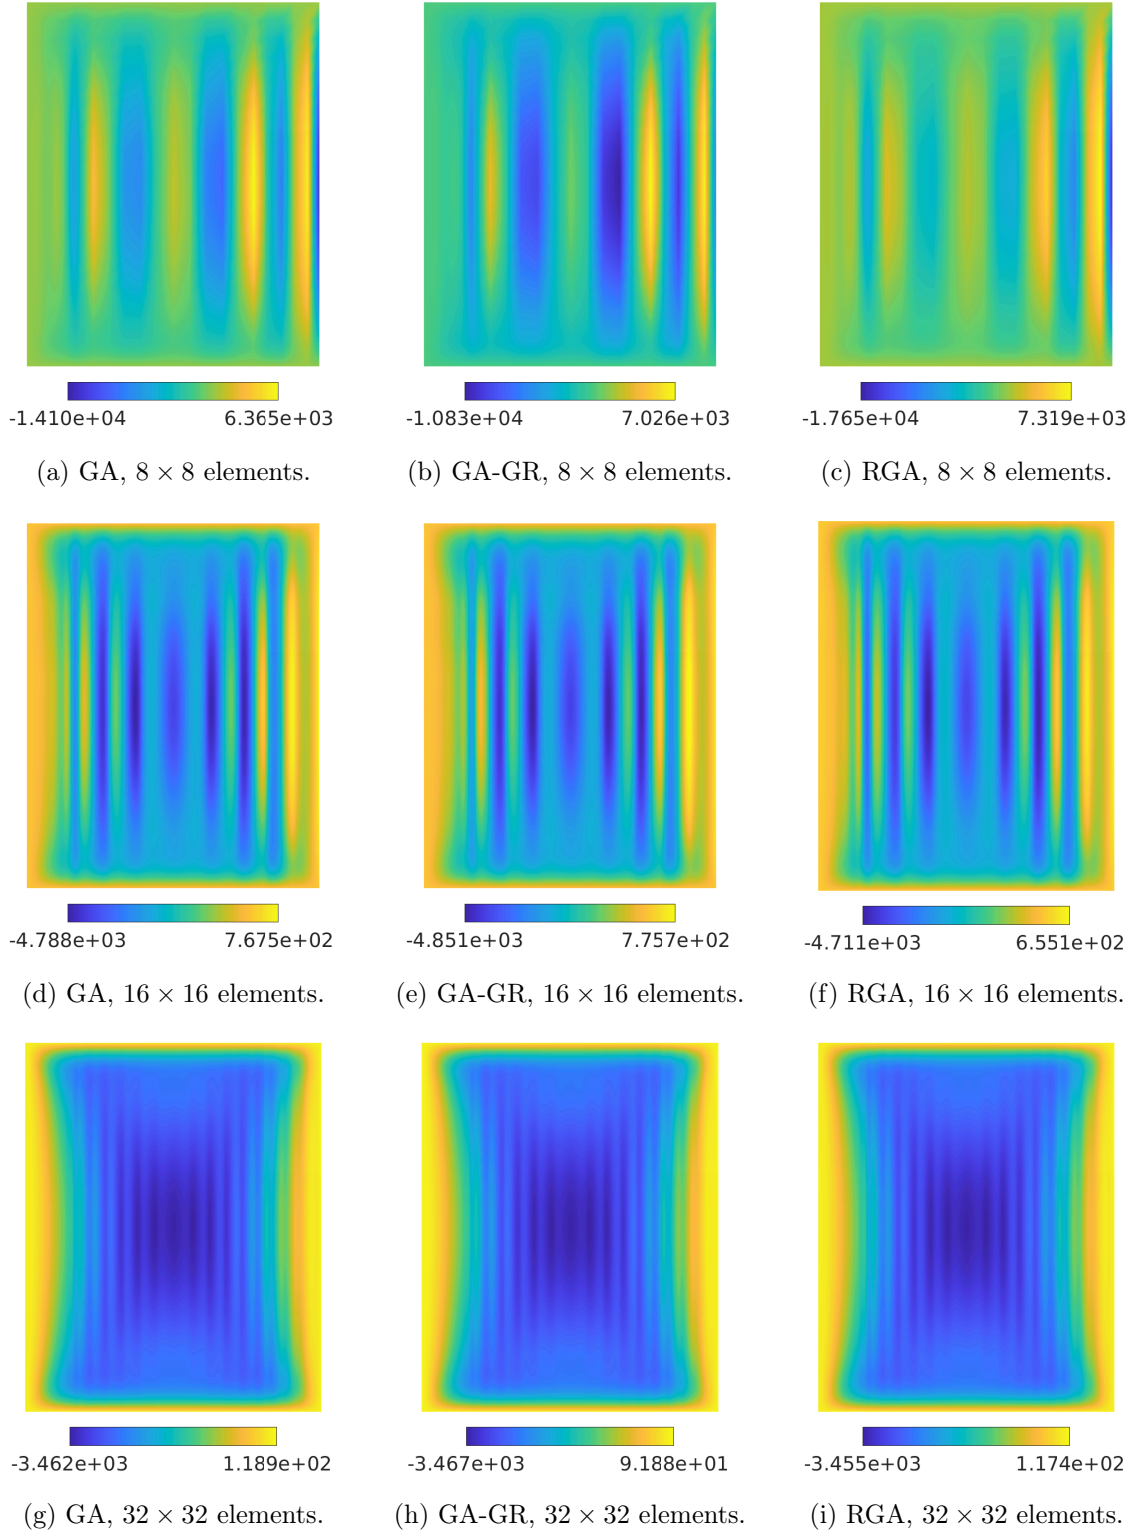 -1.410e+04 6.365e+03 -1.083e+04 7.026e+03 -1.765e+04 7.319e+03
(a) GA, 8 × 8 elements. (b) GA-GR, 8 × 8 elements. (c) RGA, 8 × 8 elements.
-4.788e+03 7.675e+02 -4.851e+03 7.757e+02 -4.711e+03 6.551e+02
(d) GA, 16 × 16 elements. (e) GA-GR, 16 × 16 elements. (f) RGA, 16 × 16 elements.
-3.462e+03 1.189e+02 -3.467e+03 9.188e+01 -3.455e+03 1.174e+02
(g) GA, 32 × 32 elements. (h) GA-GR, 32 × 32 elements. (i) RGA, 32 × 32 elements.